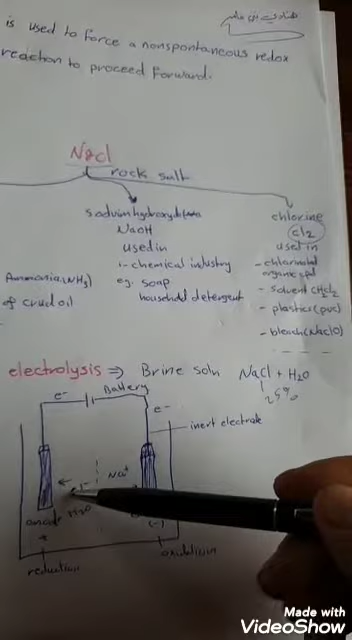 is used to force a nonspontaneous redox
reaction to proceed forward.
NaCl
rock salt
sodium hydroxide
NaOH
used in
- chemical industry
eg. soap
household detergent
Ammonia(NH3)
of crude oil
chlorine
Cl2
used in
- chlorinated
organic
- solvent CH2Cl2
- plastics (pvc)
- bleach (NaClO)
electrolysis ⇒ Brine soln NaCl + H2O
25%
e-
Battery
e-
inert electrode
Na+
H2O
anode
+
(-)
reduction
oxidation
Made with
VideoShow